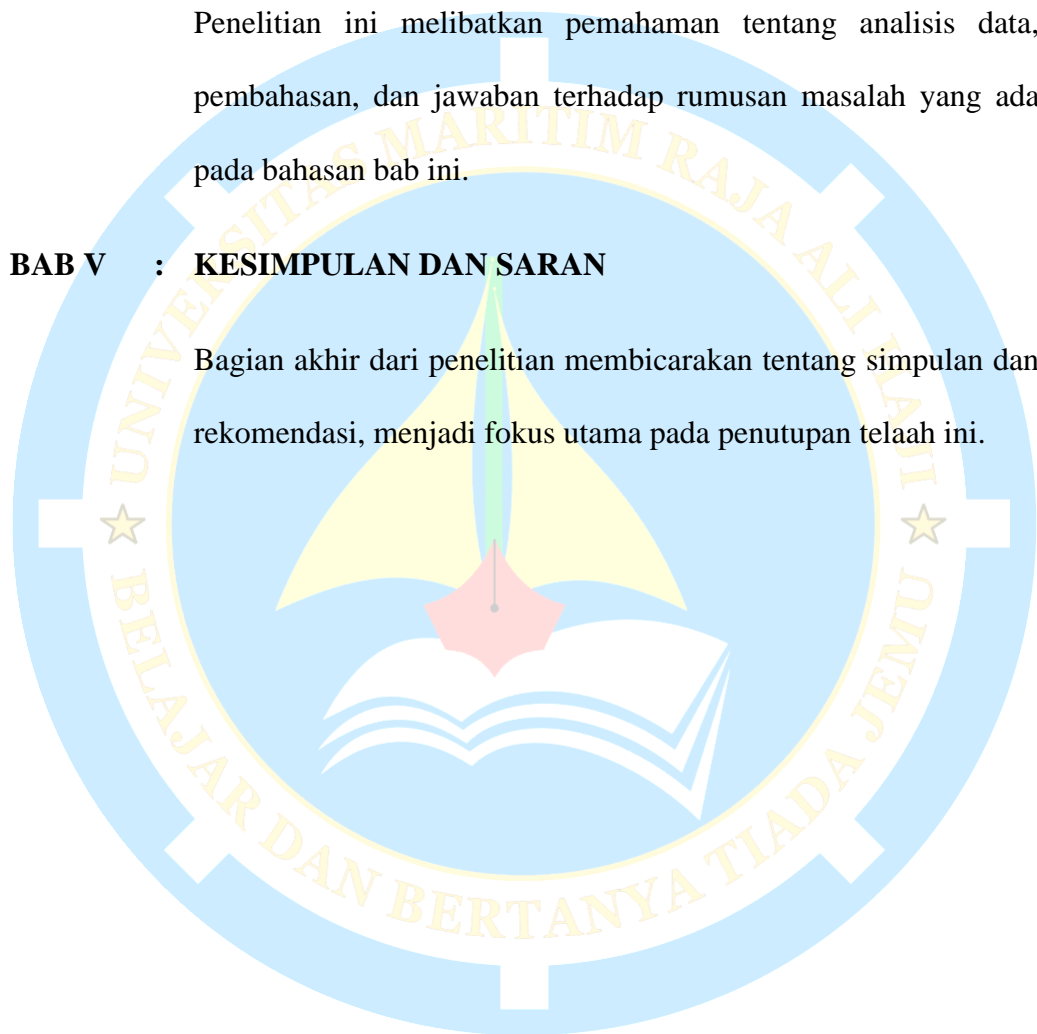 Penelitian ini melibatkan pemahaman tentang analisis data,
pembahasan, dan jawaban terhadap rumusan masalah yang ada
pada bahasan bab ini.
BAB V : KESIMPULAN DAN SARAN
Bagian akhir dari penelitian membicarakan tentang simpulan dan
rekomendasi, menjadi fokus utama pada penutupan telaah ini.
UNIVERSITAS MARITIM RAJA ALI HAJI
BELAJAR DAN BERTANYA TIADA JEMU